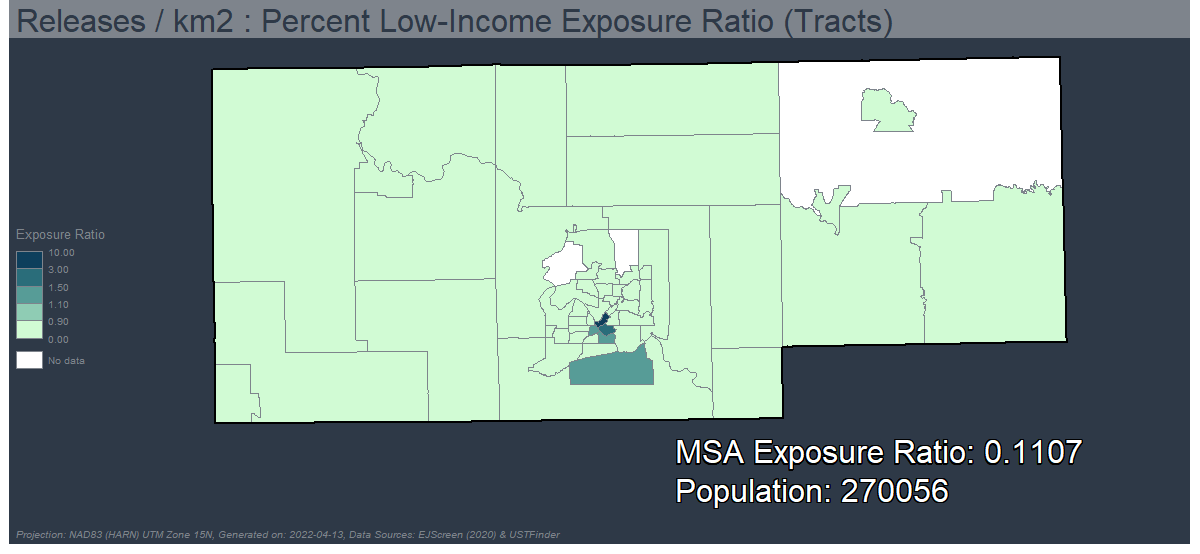 Releases / km2 : Percent Low-Income Exposure Ratio (Tracts)
Exposure Ratio
10.00
3.00
1.50
1.10
0.90
0.00
No data
MSA Exposure Ratio: 0.1107
Population: 270056
Projection: NAD83 (HARN) UTM Zone 15N, Generated on: 2022-04-13, Data Sources: EJScreen (2020) & USTFinder